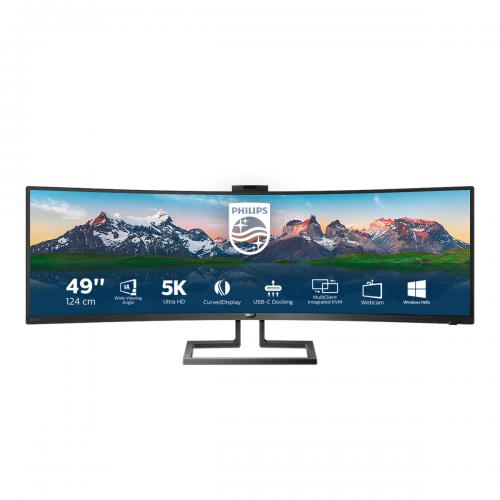 PHILIPS
49"
124 cm
Wide Viewing
Angle
5K
Ultra HD
CurvedDisplay
USB-C Docking
MultiClient
Integrated KVM
Webcam
Windows Hello